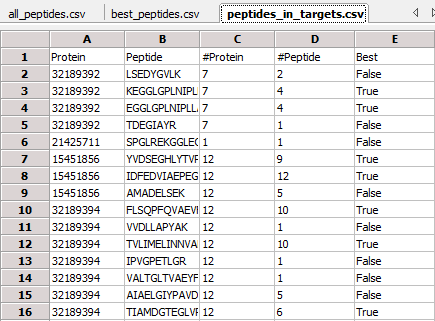 all_peptides.csv best_peptides.csv peptides_in_targets.csv
A B C D E
1 Protein Peptide #Protein #Peptide Best
2 32189392 LSEDYGVLK 7 2 False
3 32189392 KEGGLGPLNIPL 7 4 True
4 32189392 EGGLGPLNIPLL 7 4 True
5 32189392 TDEGIAYR 7 1 False
6 21425711 SPGLREKGGLEG 1 1 False
7 15451856 YVDSEGHLYTVF 12 9 True
8 15451856 IDFEDVIAEPEG 12 12 True
9 15451856 AMADELSEK 12 5 False
10 32189394 FLSQPFQVAEV 12 10 True
11 32189394 VVDLLAPYAK 12 1 False
12 32189394 TVLIMELINNVA 12 10 True
13 32189394 IPVGPETLGR 12 1 False
14 32189394 VALTGLTVAEYF 12 1 False
15 32189394 AIAELGIYPAVD 12 5 False
16 32189394 TIAMDGTEGLV 12 6 True